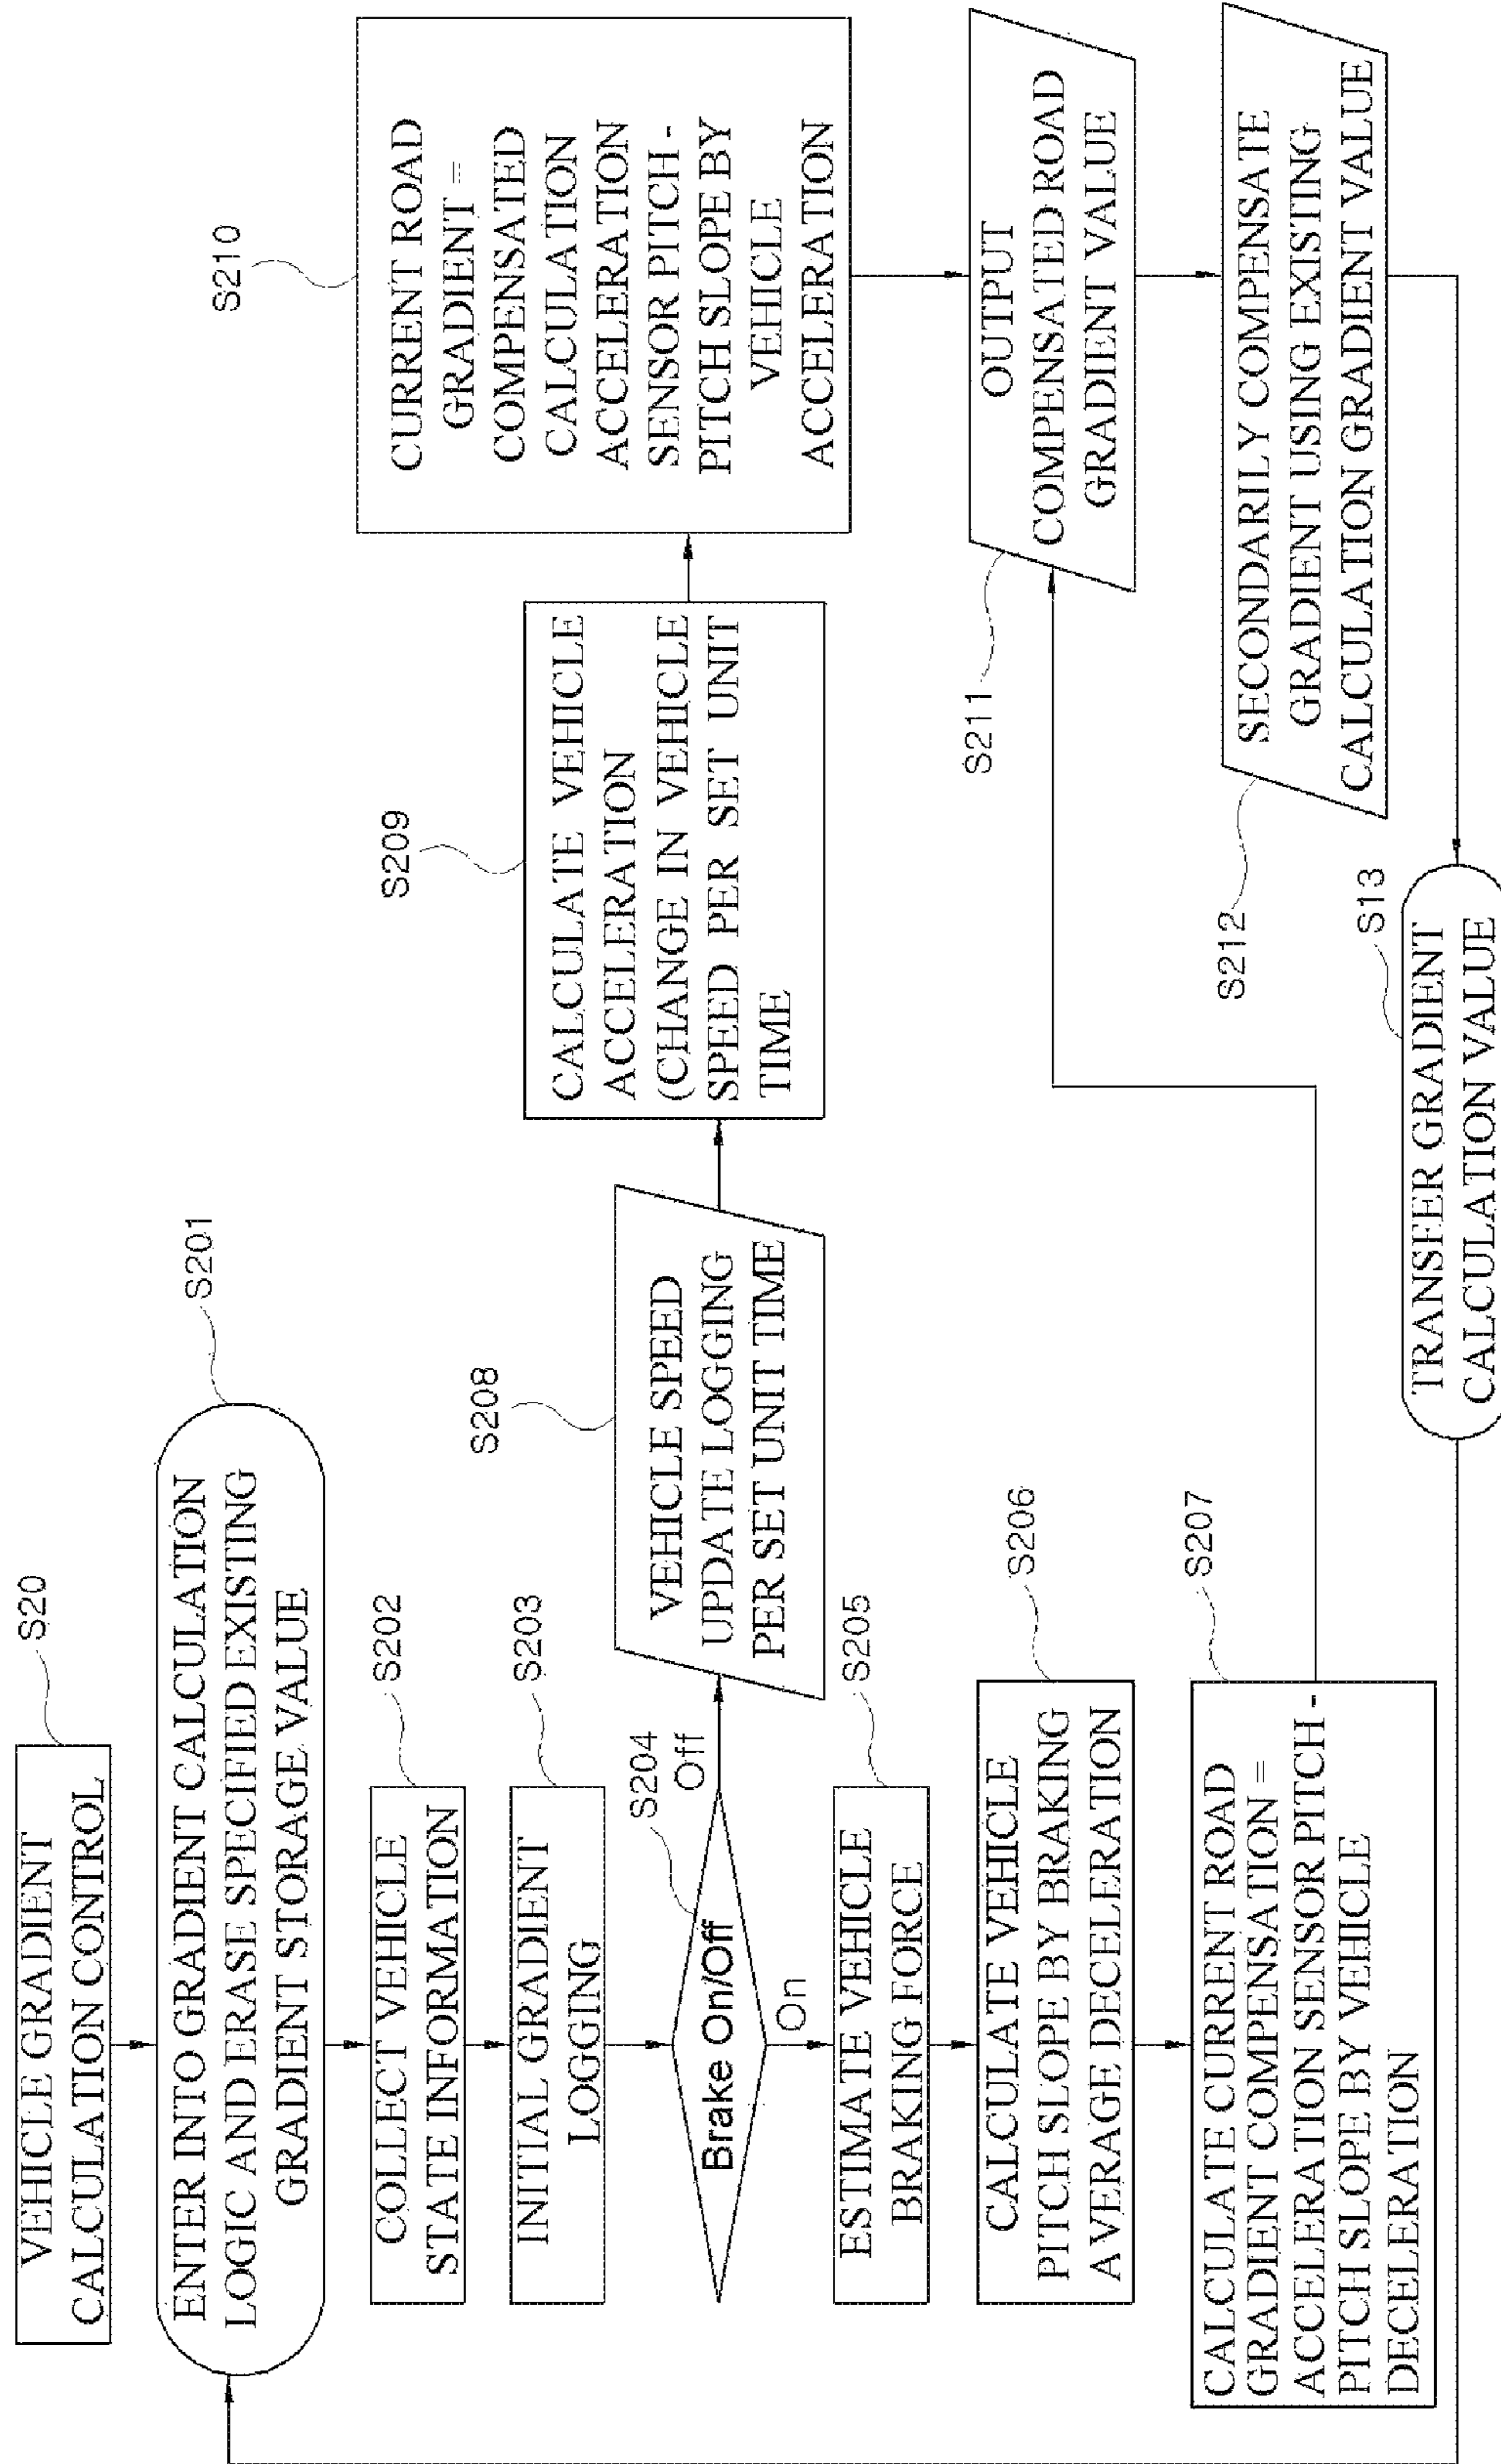 VEHICLE GRADIENT
CALCULATION CONTROL
S20
ENTER INTO GRADIENT CALCULATION
LOGIC AND ERASE SPECIFIED EXISTING
GRADIENT STORAGE VALUE
S201
COLLECT VEHICLE
STATE INFORMATION
S202
INITIAL GRADIENT
LOGGING
S203
Brake On/Off
S204
Off
On
ESTIMATE VEHICLE
BRAKING FORCE
S205
CALCULATE VEHICLE
PITCH SLOPE BY BRAKING
AVERAGE DECELERATION
S206
CALCULATE CURRENT ROAD
GRADIENT COMPENSATION =
ACCELERATION SENSOR PITCH -
PITCH SLOPE BY VEHICLE
DECELERATION
S207
VEHICLE SPEED
UPDATE LOGGING
PER SET UNIT TIME
S208
CALCULATE VEHICLE
ACCELERATION
(CHANGE IN VEHICLE
SPEED PER SET UNIT
TIME
S209
CURRENT ROAD
GRADIENT =
COMPENSATED
CALCULATION
ACCELERATION
SENSOR PITCH -
PITCH SLOPE BY
VEHICLE
ACCELERATION
S210
OUTPUT
COMPENSATED ROAD
GRADIENT VALUE
S211
SECONDARILY COMPENSATE
GRADIENT USING EXISTING
CALCULATION GRADIENT VALUE
S212
TRANSFER GRADIENT
CALCULATION VALUE
S13